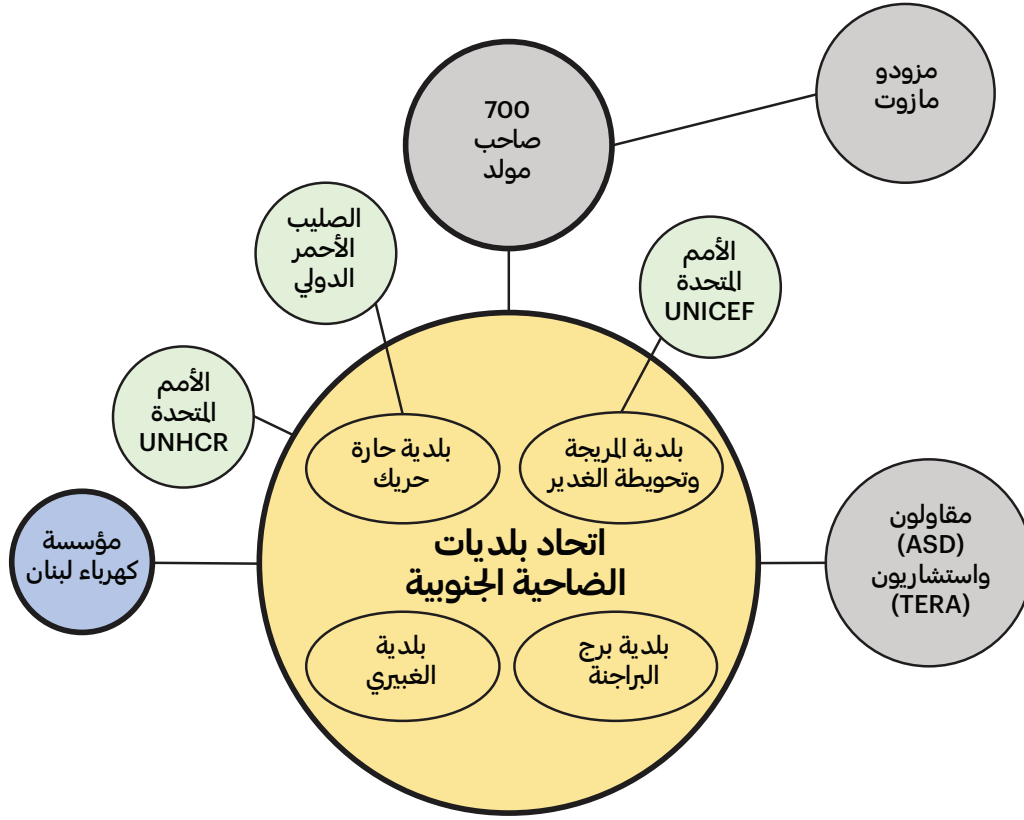 مزودو
مازوت
700
صاحب
مولد
الصليب
الأحمر
الدولي
الأمم
المتحدة
UNICEF
الأمم
المتحدة
UNHCR
بلدية المريجة
وتحويطة الغدير
بلدية حارة
حريك
مؤسسة
كهرباء لبنان
اتحاد بلديات
الضاحية الجنوبية
مقاولون
(ASD)
واستشاريون
(TERA)
بلدية برج
البراجنة
بلدية
الغبيري